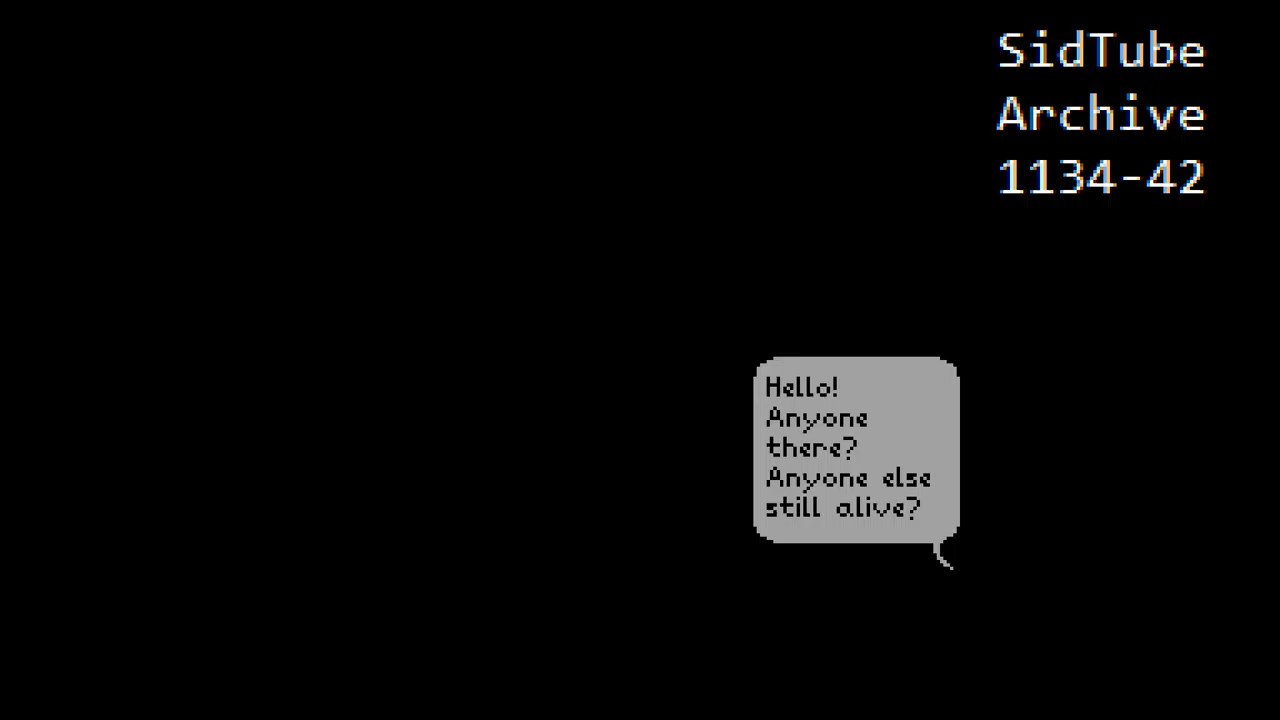 SidTube
Archive
1134-42
Hello!
Anyone
there?
Anyone else
still alive?